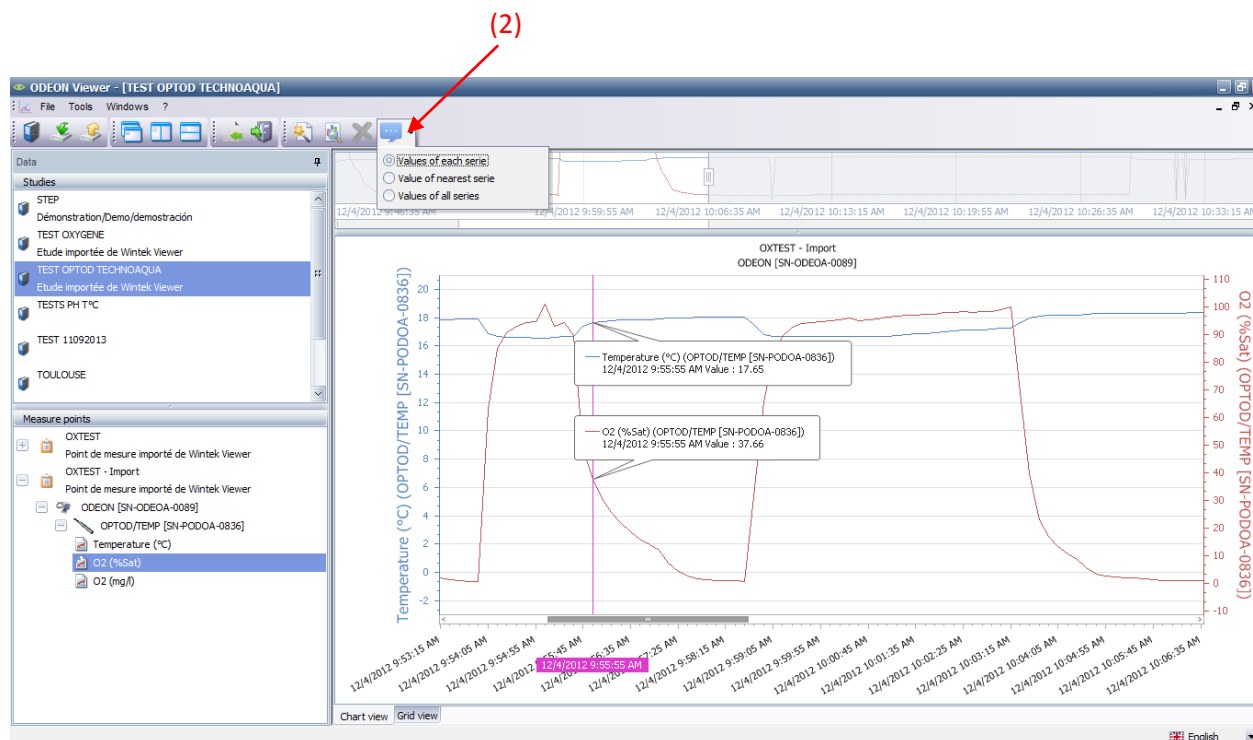 (2)
ODEON Viewer - [TEST OPTOD TECHNOAQUA]
File Tools Windows ?
Data
Studies
STEP
Démonstration/Demo/demostración
TEST OXYGENE
Etude importée de Wintek Viewer
TEST OPTOD TECHNOAQUA
Etude importée de Wintek Viewer
TESTS PH T°C
TEST 11092013
TOULOUSE
Measure points
OXTEST
Point de mesure importé de Wintek Viewer
OXTEST - Import
Point de mesure importé de Wintek Viewer
ODEON [SN-ODEOA-0089]
OPTOD/TEMP [SN-PODOA-0836]
Temperature (°C)
O2 (%Sat)
O2 (mg/l)
Values of each serie
Value of nearest serie
Values of all series
12/4/2012 9:46:35 AM 12/4/2012 9:59:55 AM 12/4/2012 10:06:35 AM 12/4/2012 10:13:15 AM 12/4/2012 10:19:55 AM 12/4/2012 10:26:35 AM 12/4/2012 10:33:15 AM
OXTEST - Import
ODEON [SN-ODEOA-0089]
Temperature (°C) (OPTOD/TEMP [SN-PODOA-0836])
20
18
16
14
12
10
8
6
4
2
0
-2
Temperature (°C) (OPTOD/TEMP [SN-PODOA-0836])
12/4/2012 9:55:55 AM Value : 17.65
O2 (%Sat) (OPTOD/TEMP [SN-PODOA-0836])
12/4/2012 9:55:55 AM Value : 37.66
110
100
90
80
70
60
50
40
30
20
10
0
-10
O2 (%Sat) (OPTOD/TEMP [SN-PODOA-0836])
12/4/2012 9:53:15 AM
12/4/2012 9:54:05 AM
12/4/2012 9:54:55 AM
12/4/2012 9:55:55 AM
12/4/2012 9:58:15 AM
12/4/2012 9:59:05 AM
12/4/2012 9:59:55 AM
12/4/2012 10:00:45 AM
12/4/2012 10:01:35 AM
12/4/2012 10:02:25 AM
12/4/2012 10:03:15 AM
12/4/2012 10:04:05 AM
12/4/2012 10:04:55 AM
12/4/2012 10:05:45 AM
12/4/2012 10:06:35 AM
Chart view Grid view
English